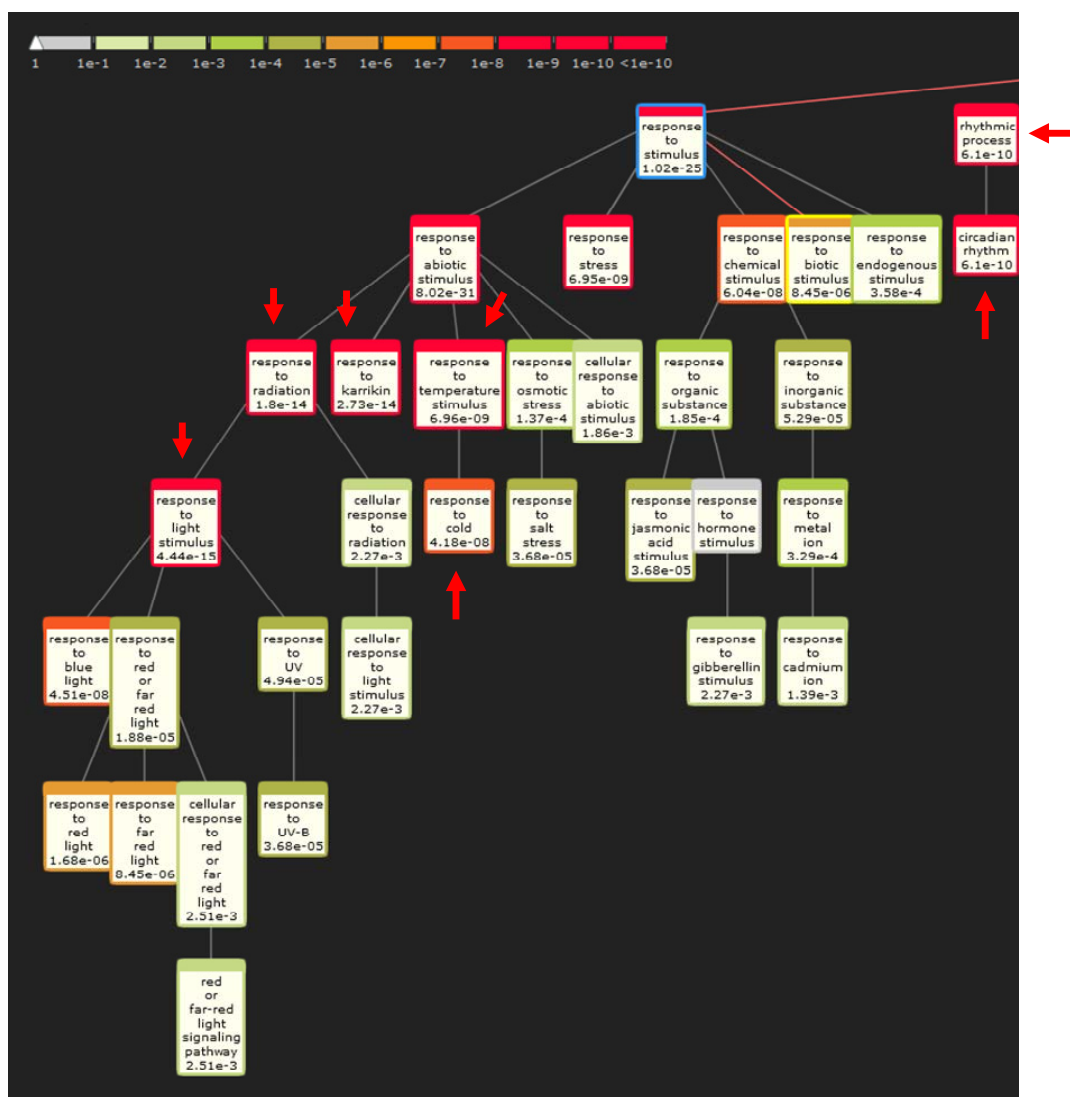 1 1e-1 1e-2 1e-3 1e-4 1e-5 1e-6 1e-7 1e-8 1e-9 1e-10 <1e-10
response
to
stimulus
1.02e-25
rhythmic
process
6.1e-10
response
to
abiotic
stimulus
8.02e-31
response
to
stress
6.95e-09
response
to
chemical
stimulus
6.04e-08
response
to
biotic
stimulus
8.45e-06
response
to
endogenous
stimulus
3.58e-4
circadian
rhythm
6.1e-10
response
to
radiation
1.8e-14
response
to
karrikin
2.73e-14
response
to
temperature
stimulus
6.96e-09
response
to
osmotic
stress
1.37e-4
cellular
response
to
abiotic
stimulus
1.86e-3
response
to
organic
substance
1.85e-4
response
to
inorganic
substance
5.29e-05
response
to
light
stimulus
4.44e-15
cellular
response
to
radiation
2.27e-3
response
to
cold
4.18e-08
response
to
salt
stress
3.68e-05
response
to
jasmonic
acid
stimulus
3.68e-05
response
to
hormone
stimulus
response
to
metal
ion
3.29e-4
response
to
blue
light
4.51e-08
response
to
red
or
far
red
light
1.88e-05
response
to
UV
4.94e-05
cellular
response
to
light
stimulus
2.27e-3
response
to
gibberellin
stimulus
2.27e-3
response
to
cadmium
ion
1.39e-3
response
to
red
light
1.68e-06
response
to
far
red
light
8.45e-06
cellular
response
to
red
or
far
red
light
2.51e-3
response
to
UV-B
3.68e-05
red
or
far-red
light
signaling
pathway
2.51e-3